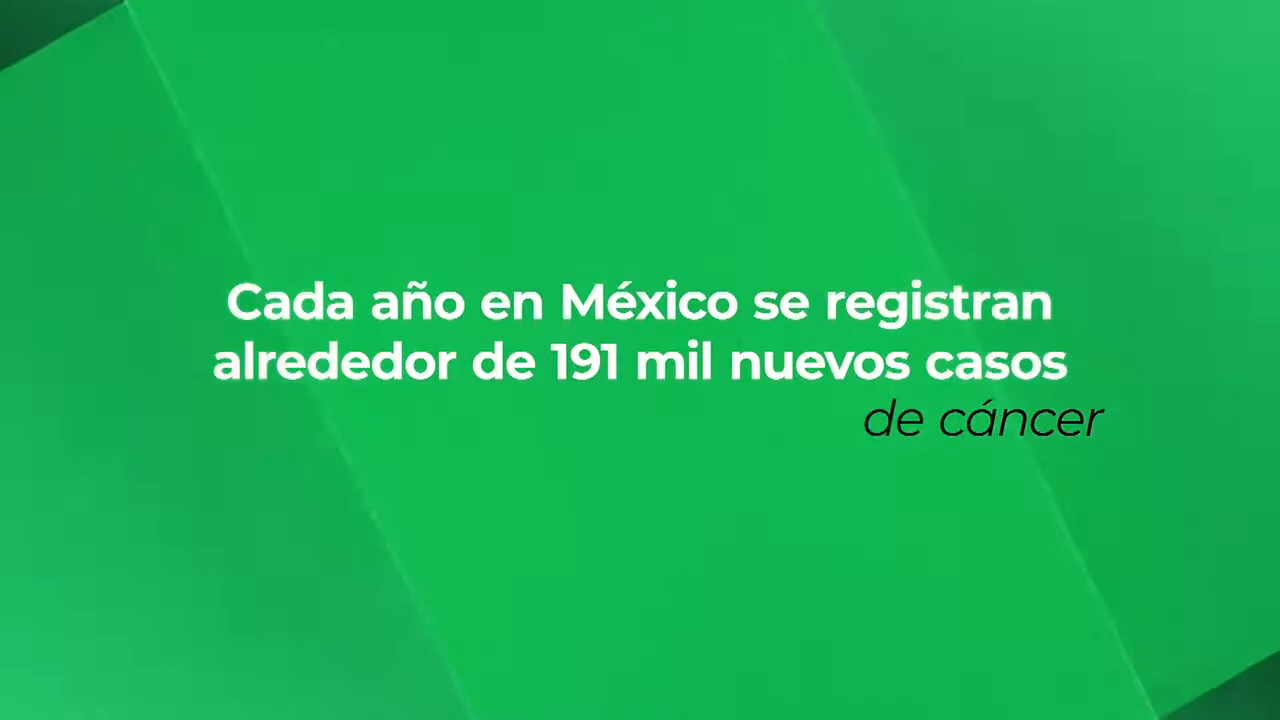 Cada año en México se registran
alrededor de 191 mil nuevos casos
de cáncer